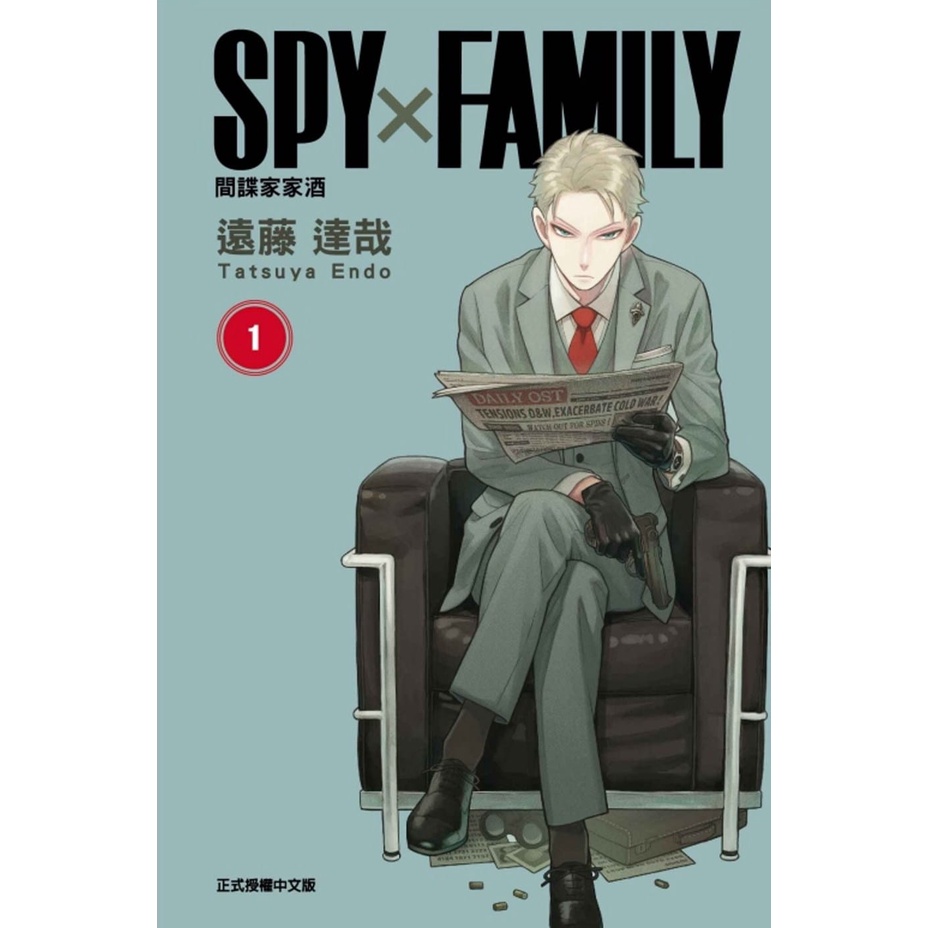 SPY×FAMILY
間諜家家酒
遠藤 達哉
Tatsuya Endo
1
DAILY OST
TENSIONS O&W, EXACERBATE COLD WAR!
WATCH OUT FOR SPIES!
正式授權中文版